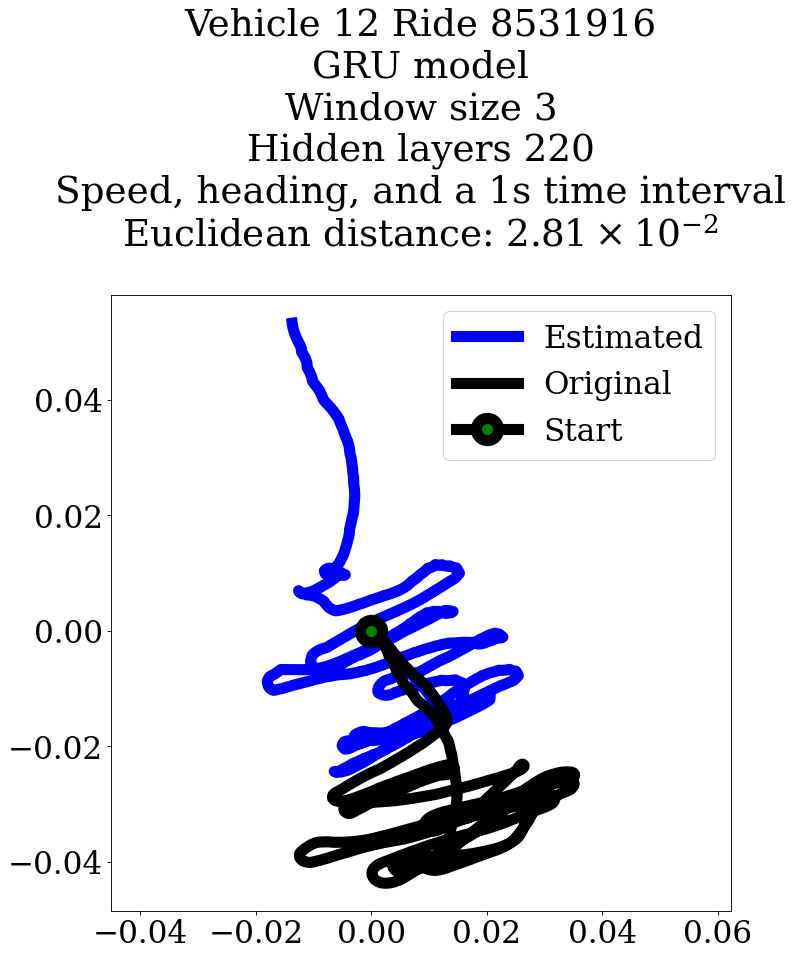 Vehicle 12 Ride 8531916
GRU model
Window size 3
Hidden layers 220
Speed, heading, and a 1s time interval
Euclidean distance: 2.81 × 10⁻²
Estimated
Original
Start
0.04
0.02
0.00
−0.02
−0.04
−0.04 −0.02 0.00 0.02 0.04 0.06